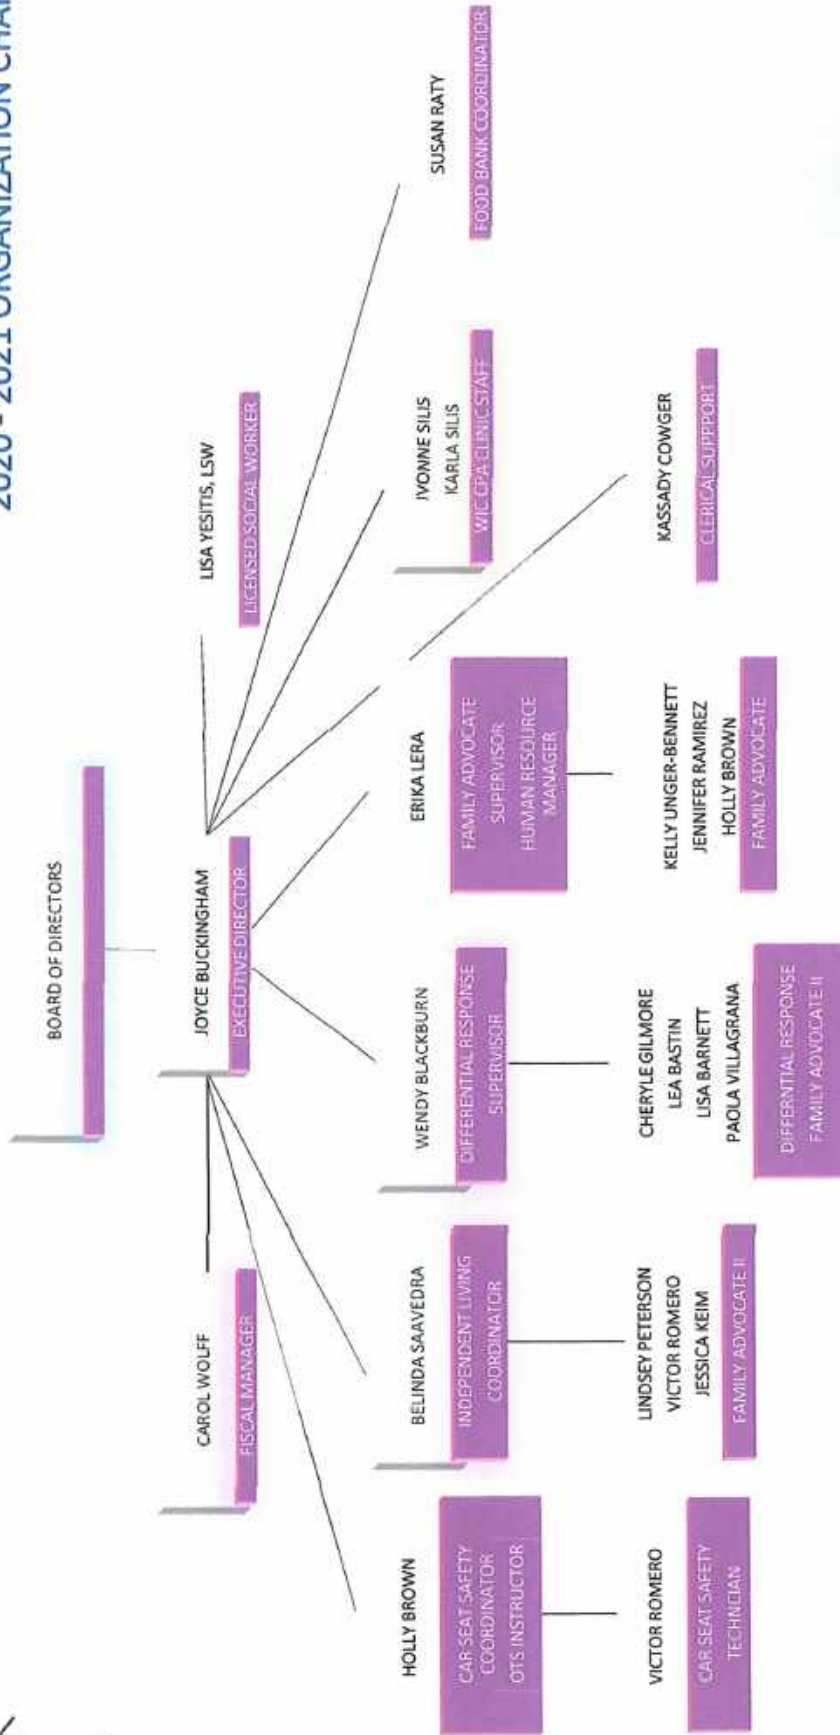 2020 - 2021 ORGANIZATION
BOARD OF DIRECTORS
CAROL WOLFF
FISCAL MANAGER
JOYCE BUCKINGHAM
EXECUTIVE DIRECTOR
LISA YESITIS, LSW
LICENSED SOCIAL WORKER
HOLLY BROWN
CAR SEAT SAFETY
COORDINATOR
OTS INSTRUCTOR
BELINDA SAAVEDRA
INDEPENDENT LIVING
COORDINATOR
WENDY BLACKBURN
DIFFERENTIAL RESPONSE
SUPERVISOR
ERIKA LERA
FAMILY ADVOCATE
SUPERVISOR
HUMAN RESOURCE
MANAGER
IVONNE SILIS
KARLA SILIS
WIC CPA CLINIC STAFF
SUSAN RATY
FOOD BANK COORDINATOR
VICTOR ROMERO
CAR SEAT SAFETY
TECHNCIAN
LINDSEY PETERSON
VICTOR ROMERO
JESSICA KEIM
FAMILY ADVOCATE II
CHERYLE GILMORE
LEA BASTIN
LISA BARNETT
PAOLA VILLAGRANA
DIFFERNTIAL RESPONSE
FAMILY ADVOCATE II
KELLY UNGER-BENNETT
JENNIFER RAMIREZ
HOLLY BROWN
FAMILY ADVOCATE
KASSADY COWGER
CLERICAL SUPPPORT